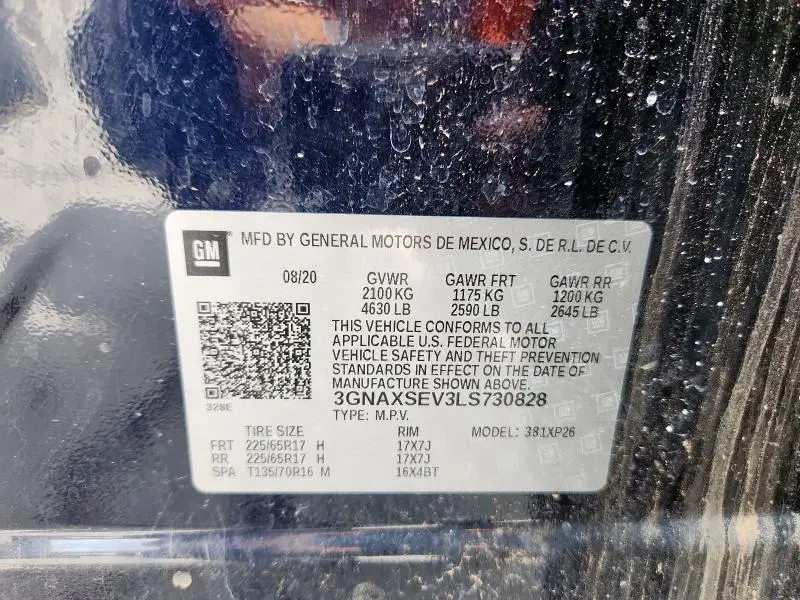 GM
MFD BY GENERAL MOTORS DE MEXICO, S. DE R.L. DE C.V.
08/20 GVWR GAWR FRT GAWR RR
2100 KG 1175 KG 1200 KG
4630 LB 2590 LB 2645 LB
THIS VEHICLE CONFORMS TO ALL
APPLICABLE U.S. FEDERAL MOTOR
VEHICLE SAFETY AND THEFT PREVENTION
STANDARDS IN EFFECT ON THE DATE OF
MANUFACTURE SHOWN ABOVE.
328E
3GNAXSEV3LS730828
TYPE: M.P.V.
TIRE SIZE RIM MODEL: 381XP26
FRT 225/65R17 H 17X7J
RR 225/65R17 H 17X7J
SPA T135/70R16 M 16X4BT